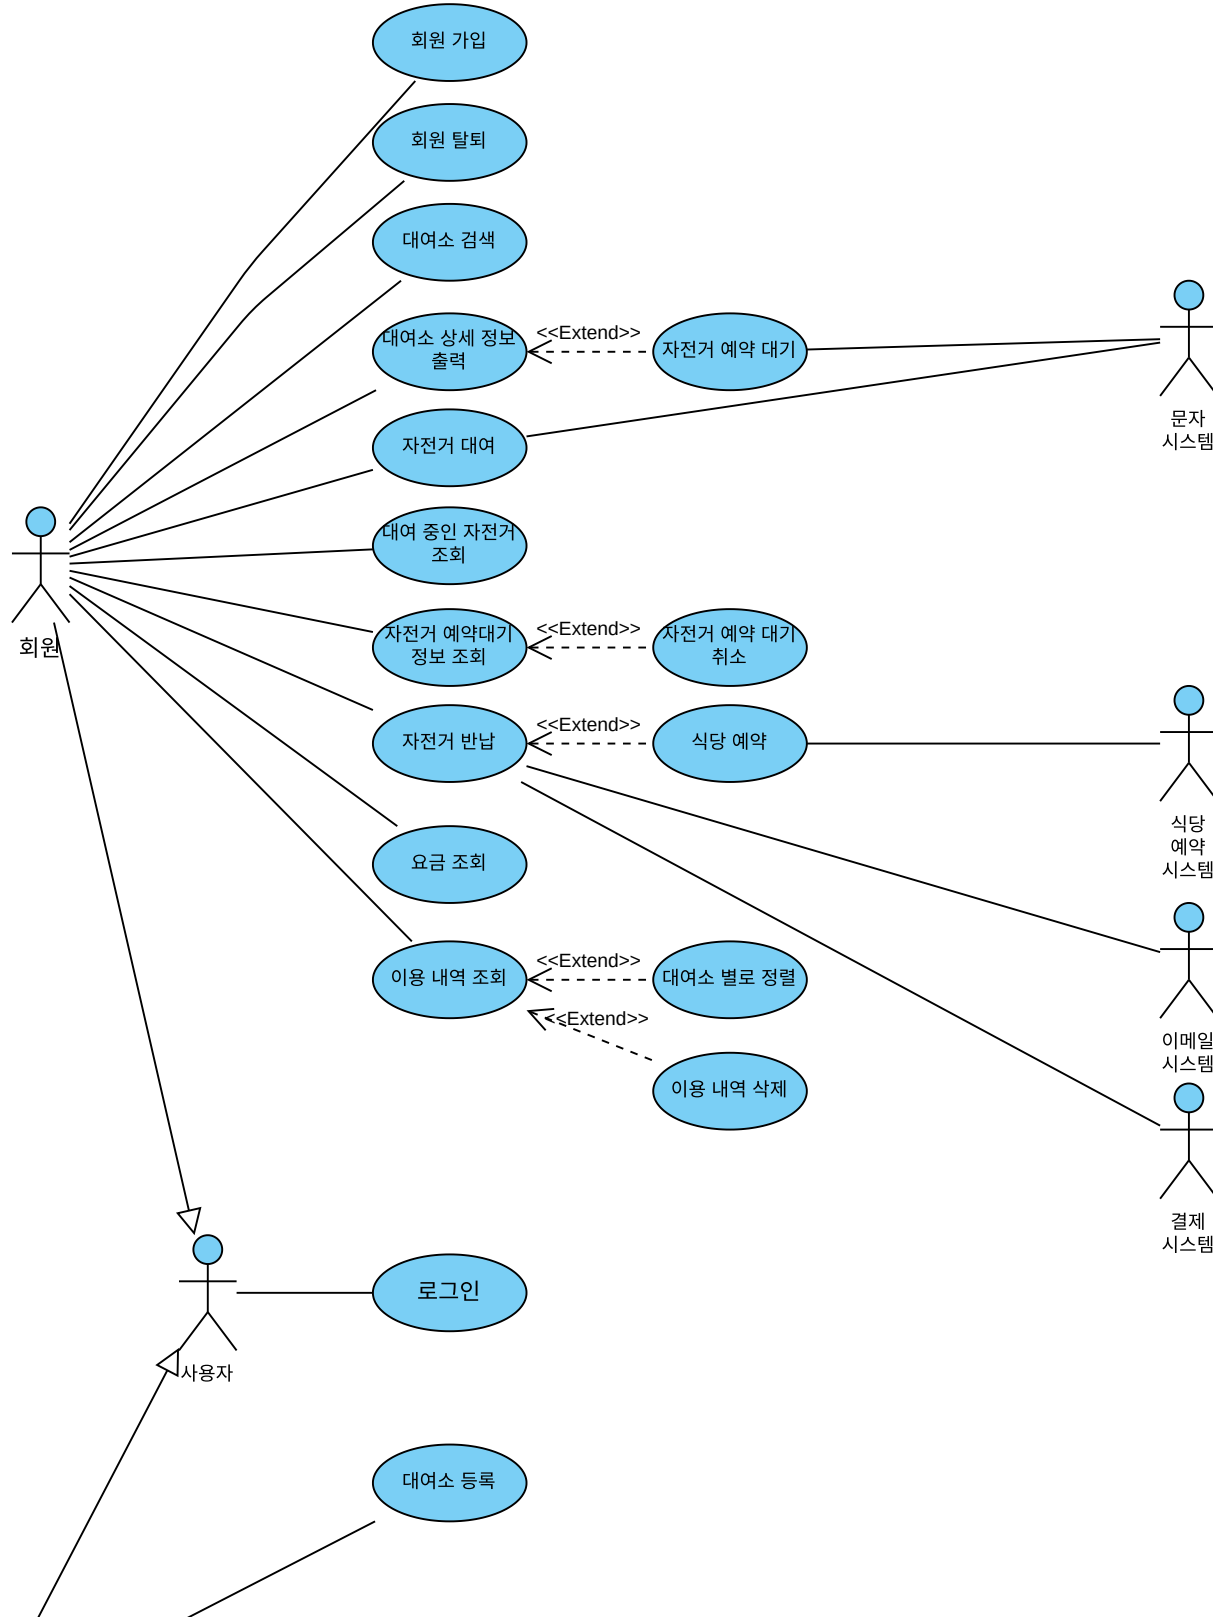 회원 가입
회원 탈퇴
대여소 검색
대여소 상세 정보
출력
<<Extend>>
자전거 예약 대기
자전거 대여
문자
시스템
대여 중인 자전거
조회
회원
자전거 예약대기
정보 조회
<<Extend>>
자전거 예약 대기
취소
자전거 반납
<<Extend>>
식당 예약
식당
예약
시스템
요금 조회
이용 내역 조회
<<Extend>>
대여소 별로 정렬
<<Extend>>
이용 내역 삭제
이메일
시스템
결제
시스템
로그인
사용자
대여소 등록